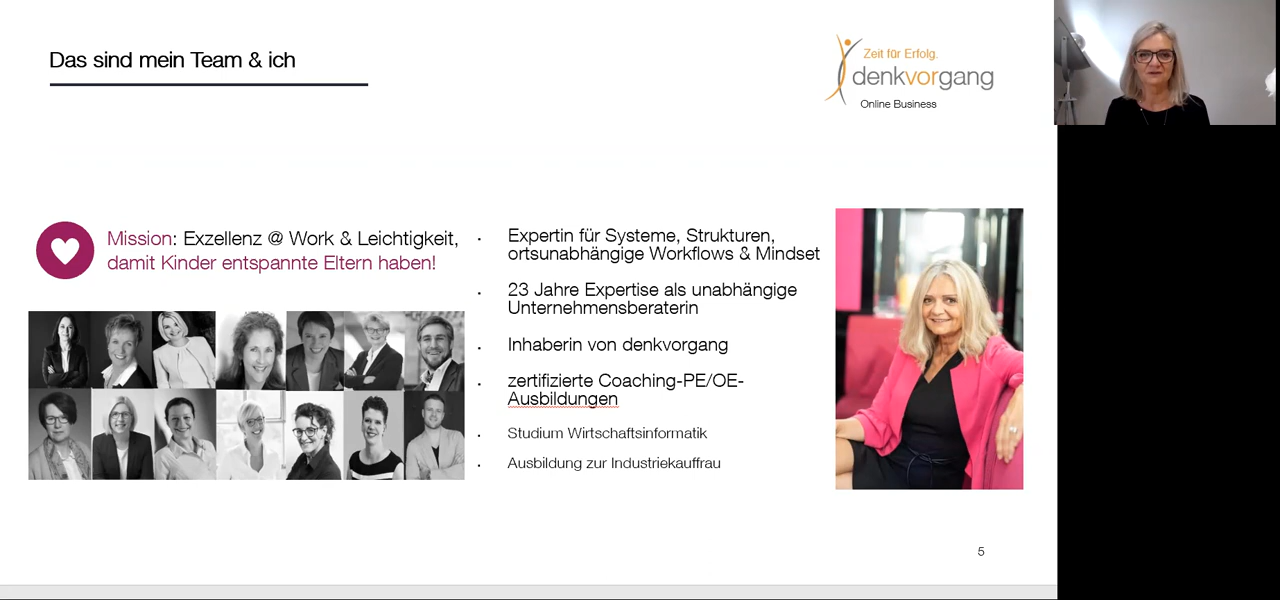 Das sind mein Team & ich
Zeit für Erfolg.
denkvorgang
Online Business
Mission: Exzellenz @ Work & Leichtigkeit,
damit Kinder entspannte Eltern haben!
Expertin für Systeme, Strukturen,
ortsunabhängige Workflows & Mindset
23 Jahre Expertise als unabhängige
Unternehmensberaterin
Inhaberin von denkvorgang
zertifizierte Coaching-PE/OE-
Ausbildungen
Studium Wirtschaftsinformatik
Ausbildung zur Industriekauffrau
5